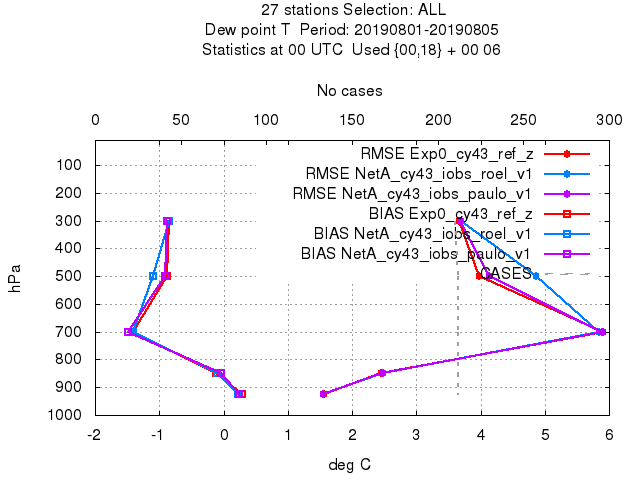 27 stations Selection: ALL
Dew point T  Period: 20190801-20190805
Statistics at 00 UTC  Used {00,18} + 00 06
No cases
0 50 100 150 200 250 300
RMSE Exp0_cy43_ref_z
RMSE NetA_cy43_iobs_roel_v1
RMSE NetA_cy43_iobs_paulo_v1
BIAS Exp0_cy43_ref_z
BIAS NetA_cy43_iobs_roel_v1
BIAS NetA_cy43_iobs_paulo_v1
CASES
100
200
300
400
500
600
700
800
900
1000
hPa
-2 -1 0 1 2 3 4 5 6
deg C